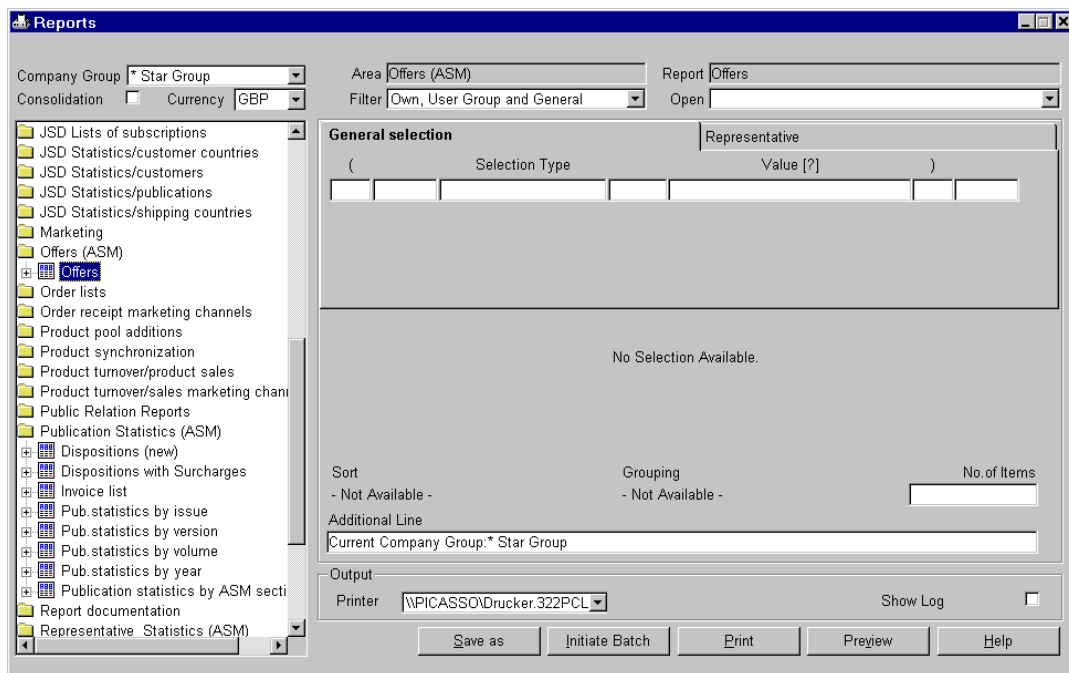 Reports
Company Group * Star Group
Consolidation Currency GBP
Area Offers (ASM)
Filter Own, User Group and General
Report Offers
Open
JSD Lists of subscriptions
JSD Statistics/customer countries
JSD Statistics/customers
JSD Statistics/publications
JSD Statistics/shipping countries
Marketing
Offers (ASM)
Offers
Order lists
Order receipt marketing channels
Product pool additions
Product synchronization
Product turnover/product sales
Product turnover/sales marketing
Public Relation Reports
Publication Statistics (ASM)
Dispositions (new)
Dispositions with Surcharges
Invoice list
Pub.statistics by issue
Pub.statistics by version
Pub.statistics by volume
Pub.statistics by year
Publication statistics by ASM secti
Report documentation
Representative Statistics (ASM)
General selection
Representative
( Selection Type Value [?] )
No Selection Available.
Sort Grouping No.of Items
- Not Available - - Not Available -
Additional Line
Current Company Group:* Star Group
Output
Printer \\PICASSO\Drucker.322PCL Show Log
Save as Initiate Batch Print Preview Help